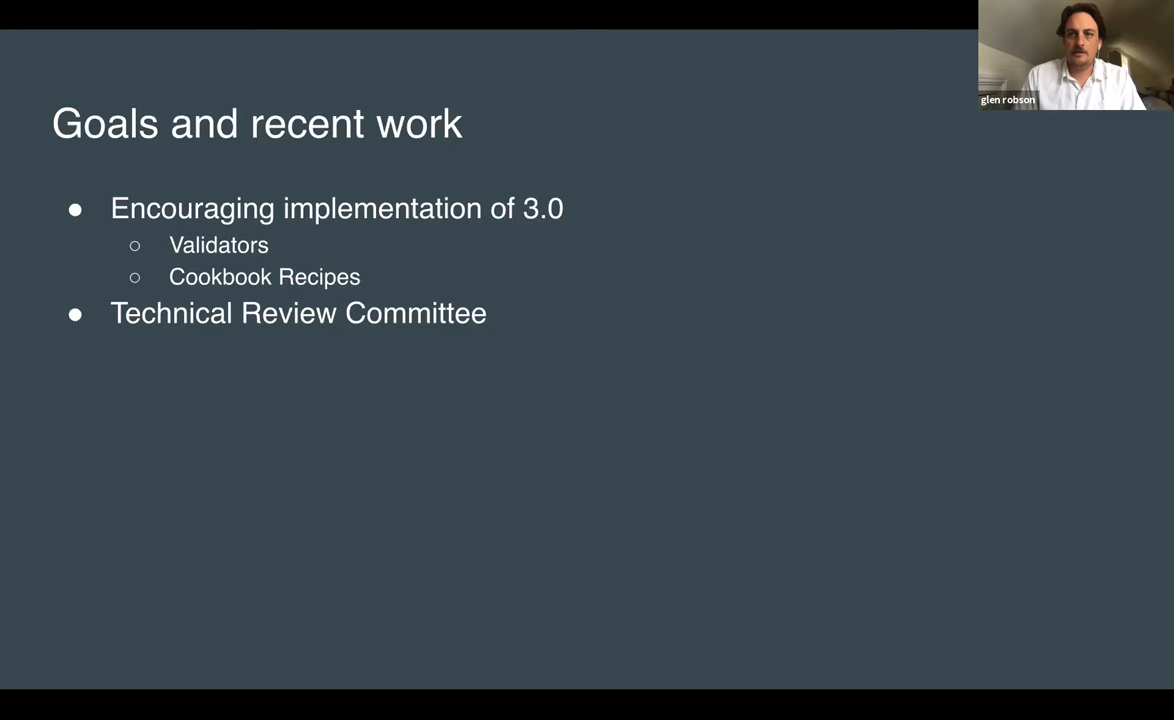 glen robson
Goals and recent work
● Encouraging implementation of 3.0
○ Validators
○ Cookbook Recipes
● Technical Review Committee